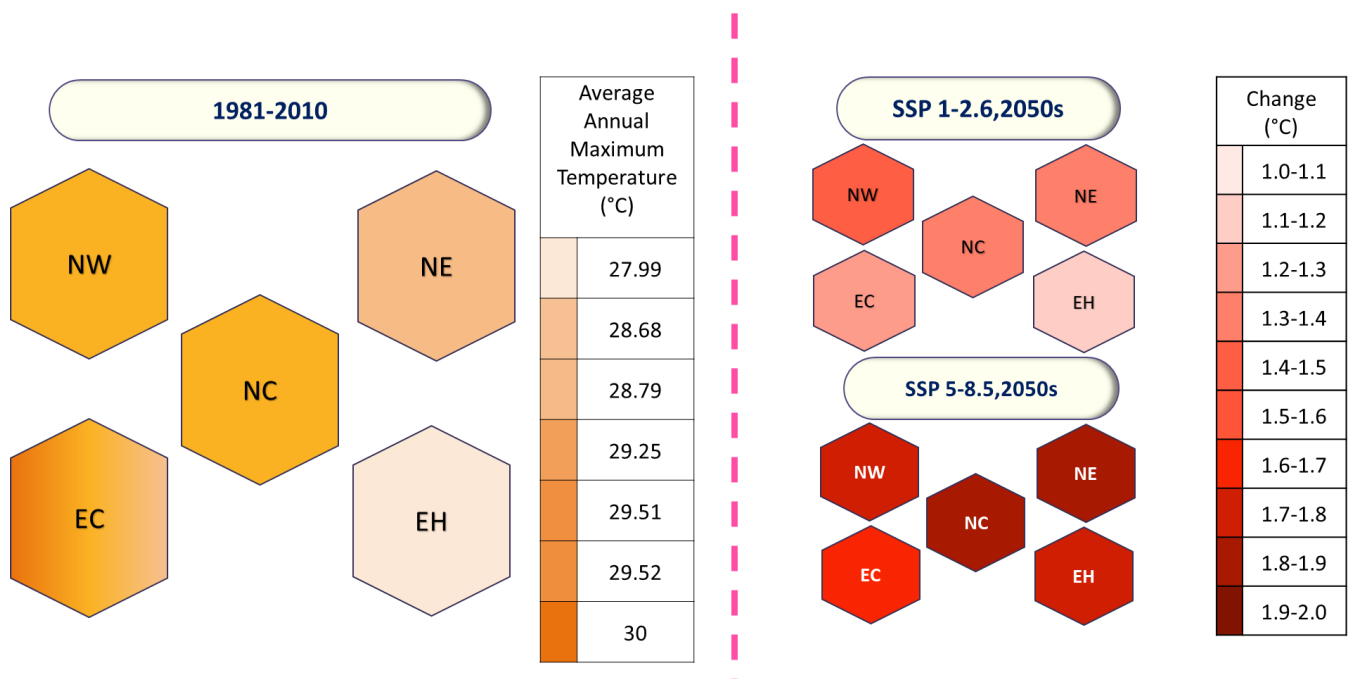 1981-2010
NW
NE
NC
EC
EH
Average
Annual
Maximum
Temperature
(°C)
27.99
28.68
28.79
29.25
29.51
29.52
30
SSP 1-2.6,2050s
NW
NE
NC
EC
EH
SSP 5-8.5,2050s
NW
NE
NC
EC
EH
Change
(°C)
1.0-1.1
1.1-1.2
1.2-1.3
1.3-1.4
1.4-1.5
1.5-1.6
1.6-1.7
1.7-1.8
1.8-1.9
1.9-2.0